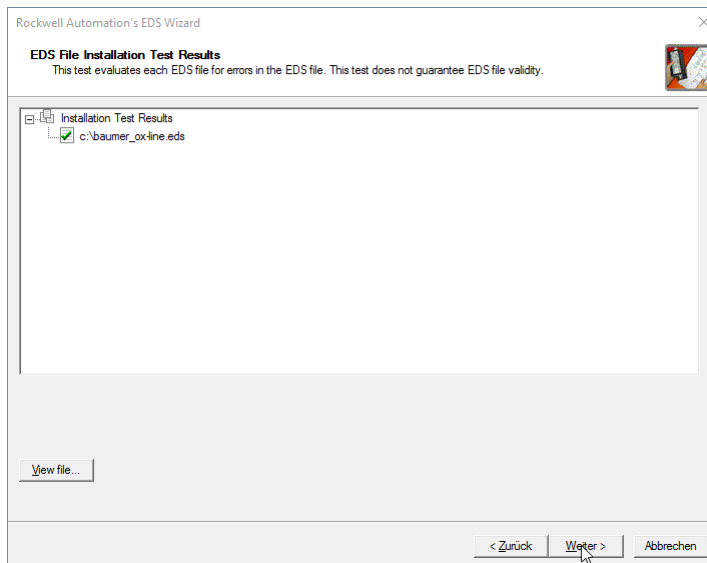 Rockwell Automation's EDS Wizard
EDS File Installation Test Results
This test evaluates each EDS file for errors in the EDS file. This test does not guarantee EDS file validity.
Installation Test Results
c:\baumer_ox-line.eds
View file...
< Zurück
Weiter >
Abbrechen